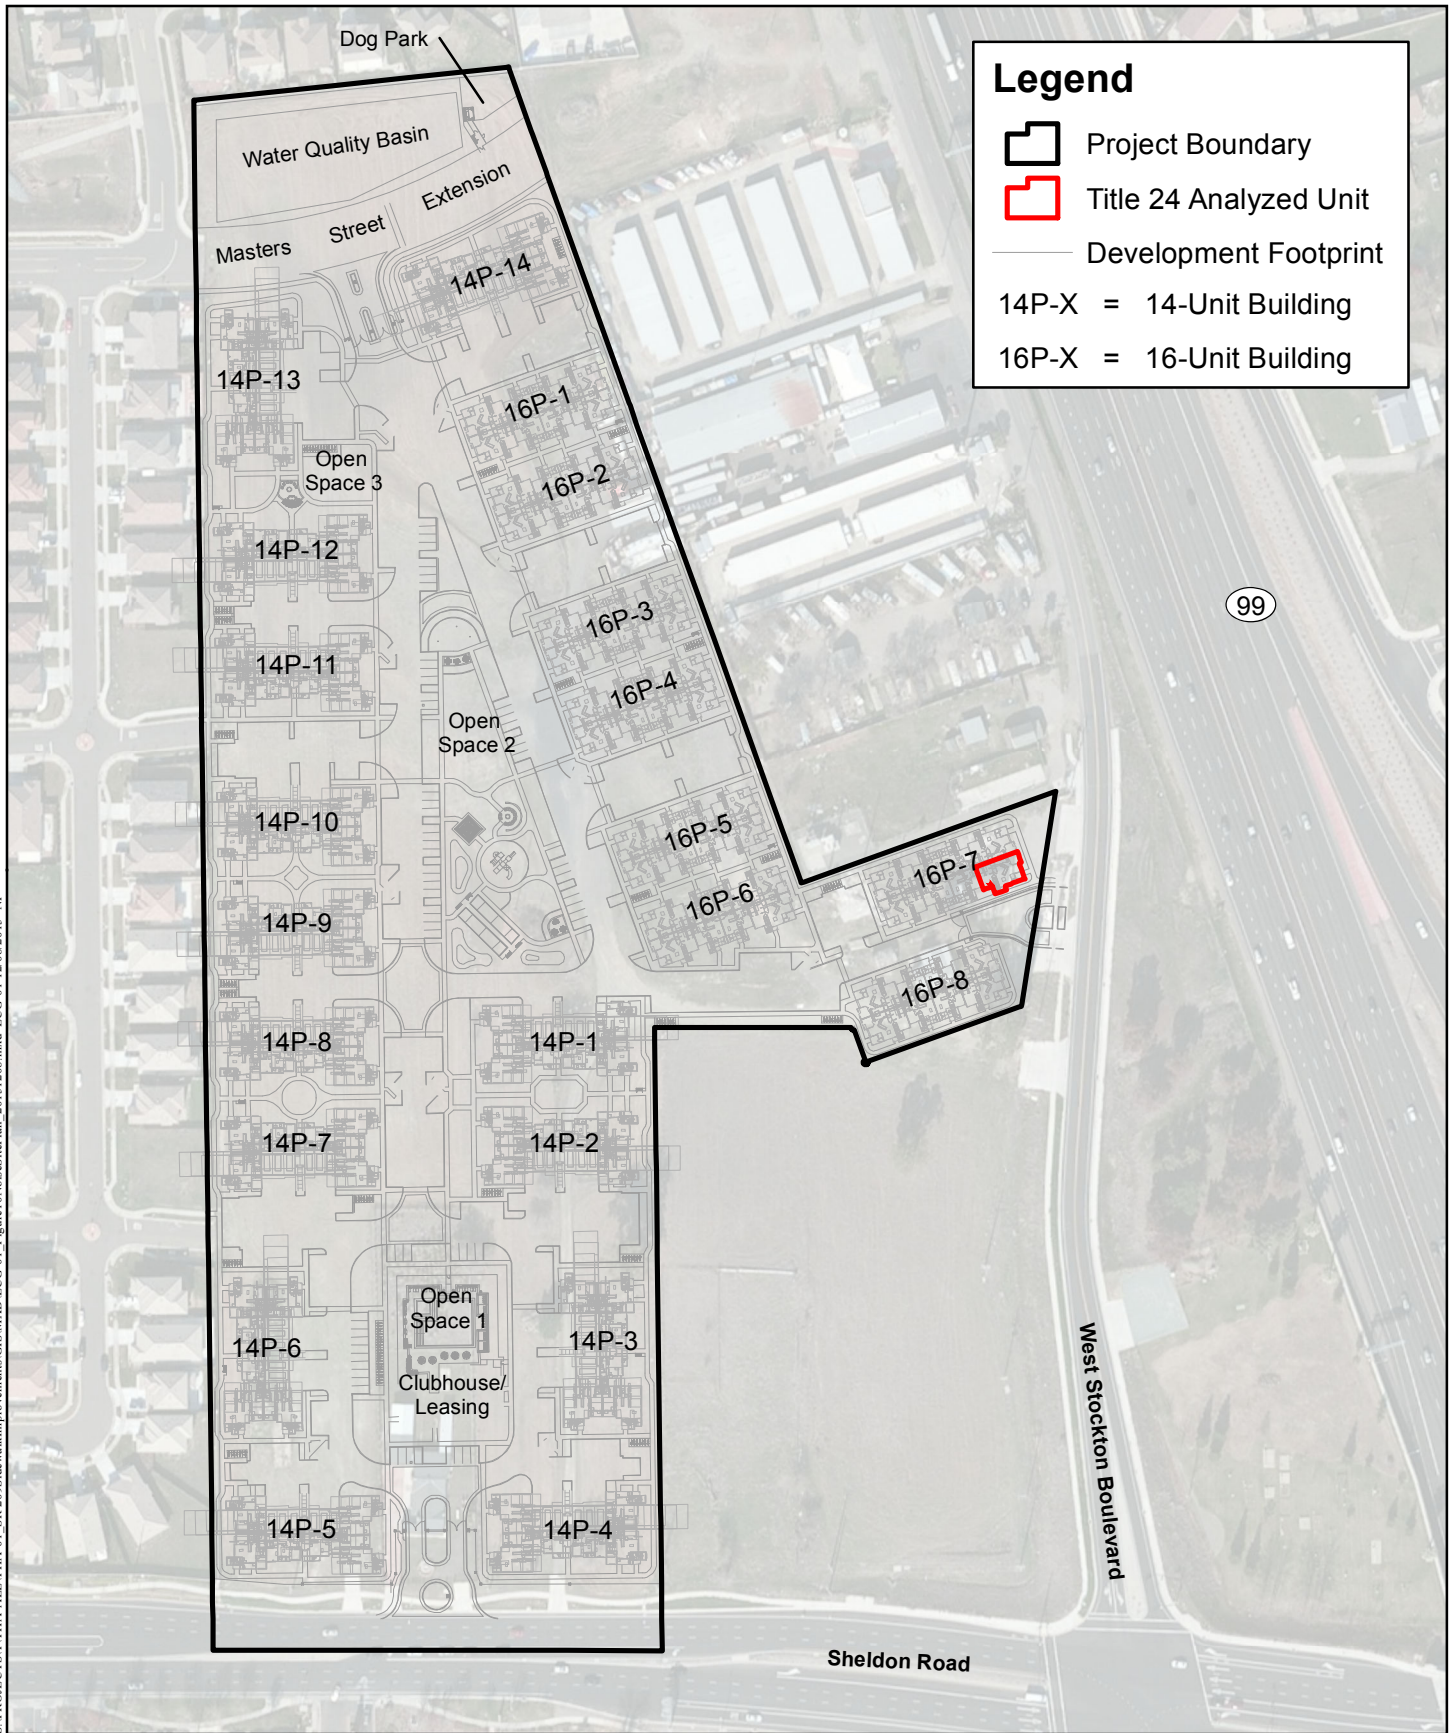 Dog Park
Legend
Project Boundary
Title 24 Analyzed Unit
Development Footprint
14P-X = 14-Unit Building
16P-X = 16-Unit Building
Water Quality Basin
Masters Street Extension
14P-14
14P-13
16P-1
Open
Space 3
16P-2
14P-12
99
16P-3
14P-11
16P-4
Open
Space 2
14P-10
16P-5
16P-7
16P-6
14P-9
16P-8
14P-8
14P-1
14P-7
14P-2
Open
Space 1
14P-6
14P-3
Clubhouse/
Leasing
West Stockton Boulevard
14P-5
14P-4
Sheldon Road